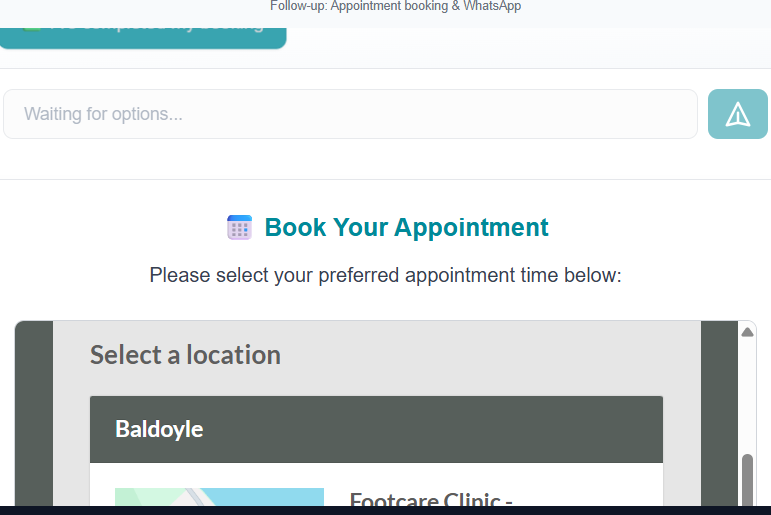 Follow-up: Appointment booking & WhatsApp
Waiting for options...
Book Your Appointment
Please select your preferred appointment time below:
Select a location
Baldoyle
Footcare Clinic -